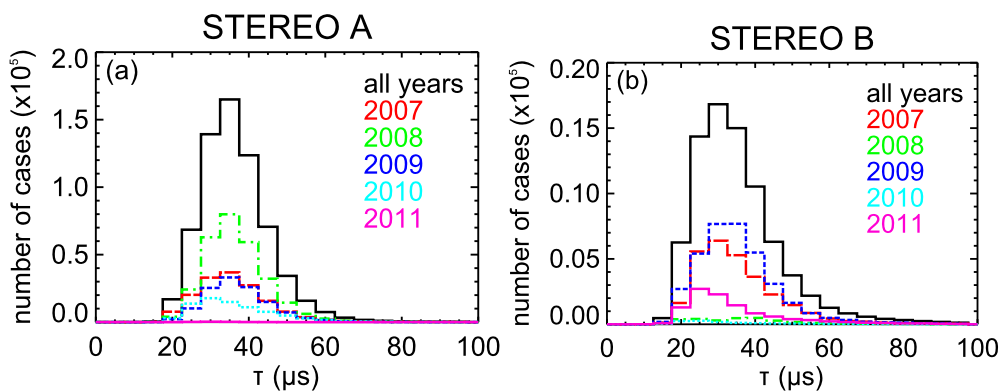 STEREO A
(a)
all years
2007
2008
2009
2010
2011
2.0
1.5
1.0
0.5
0.0
number of cases (x10⁵)
0 20 40 60 80 100
τ (μs)
STEREO B
(b)
all years
2007
2008
2009
2010
2011
0.20
0.15
0.10
0.05
0.00
number of cases (x10⁵)
0 20 40 60 80 100
τ (μs)